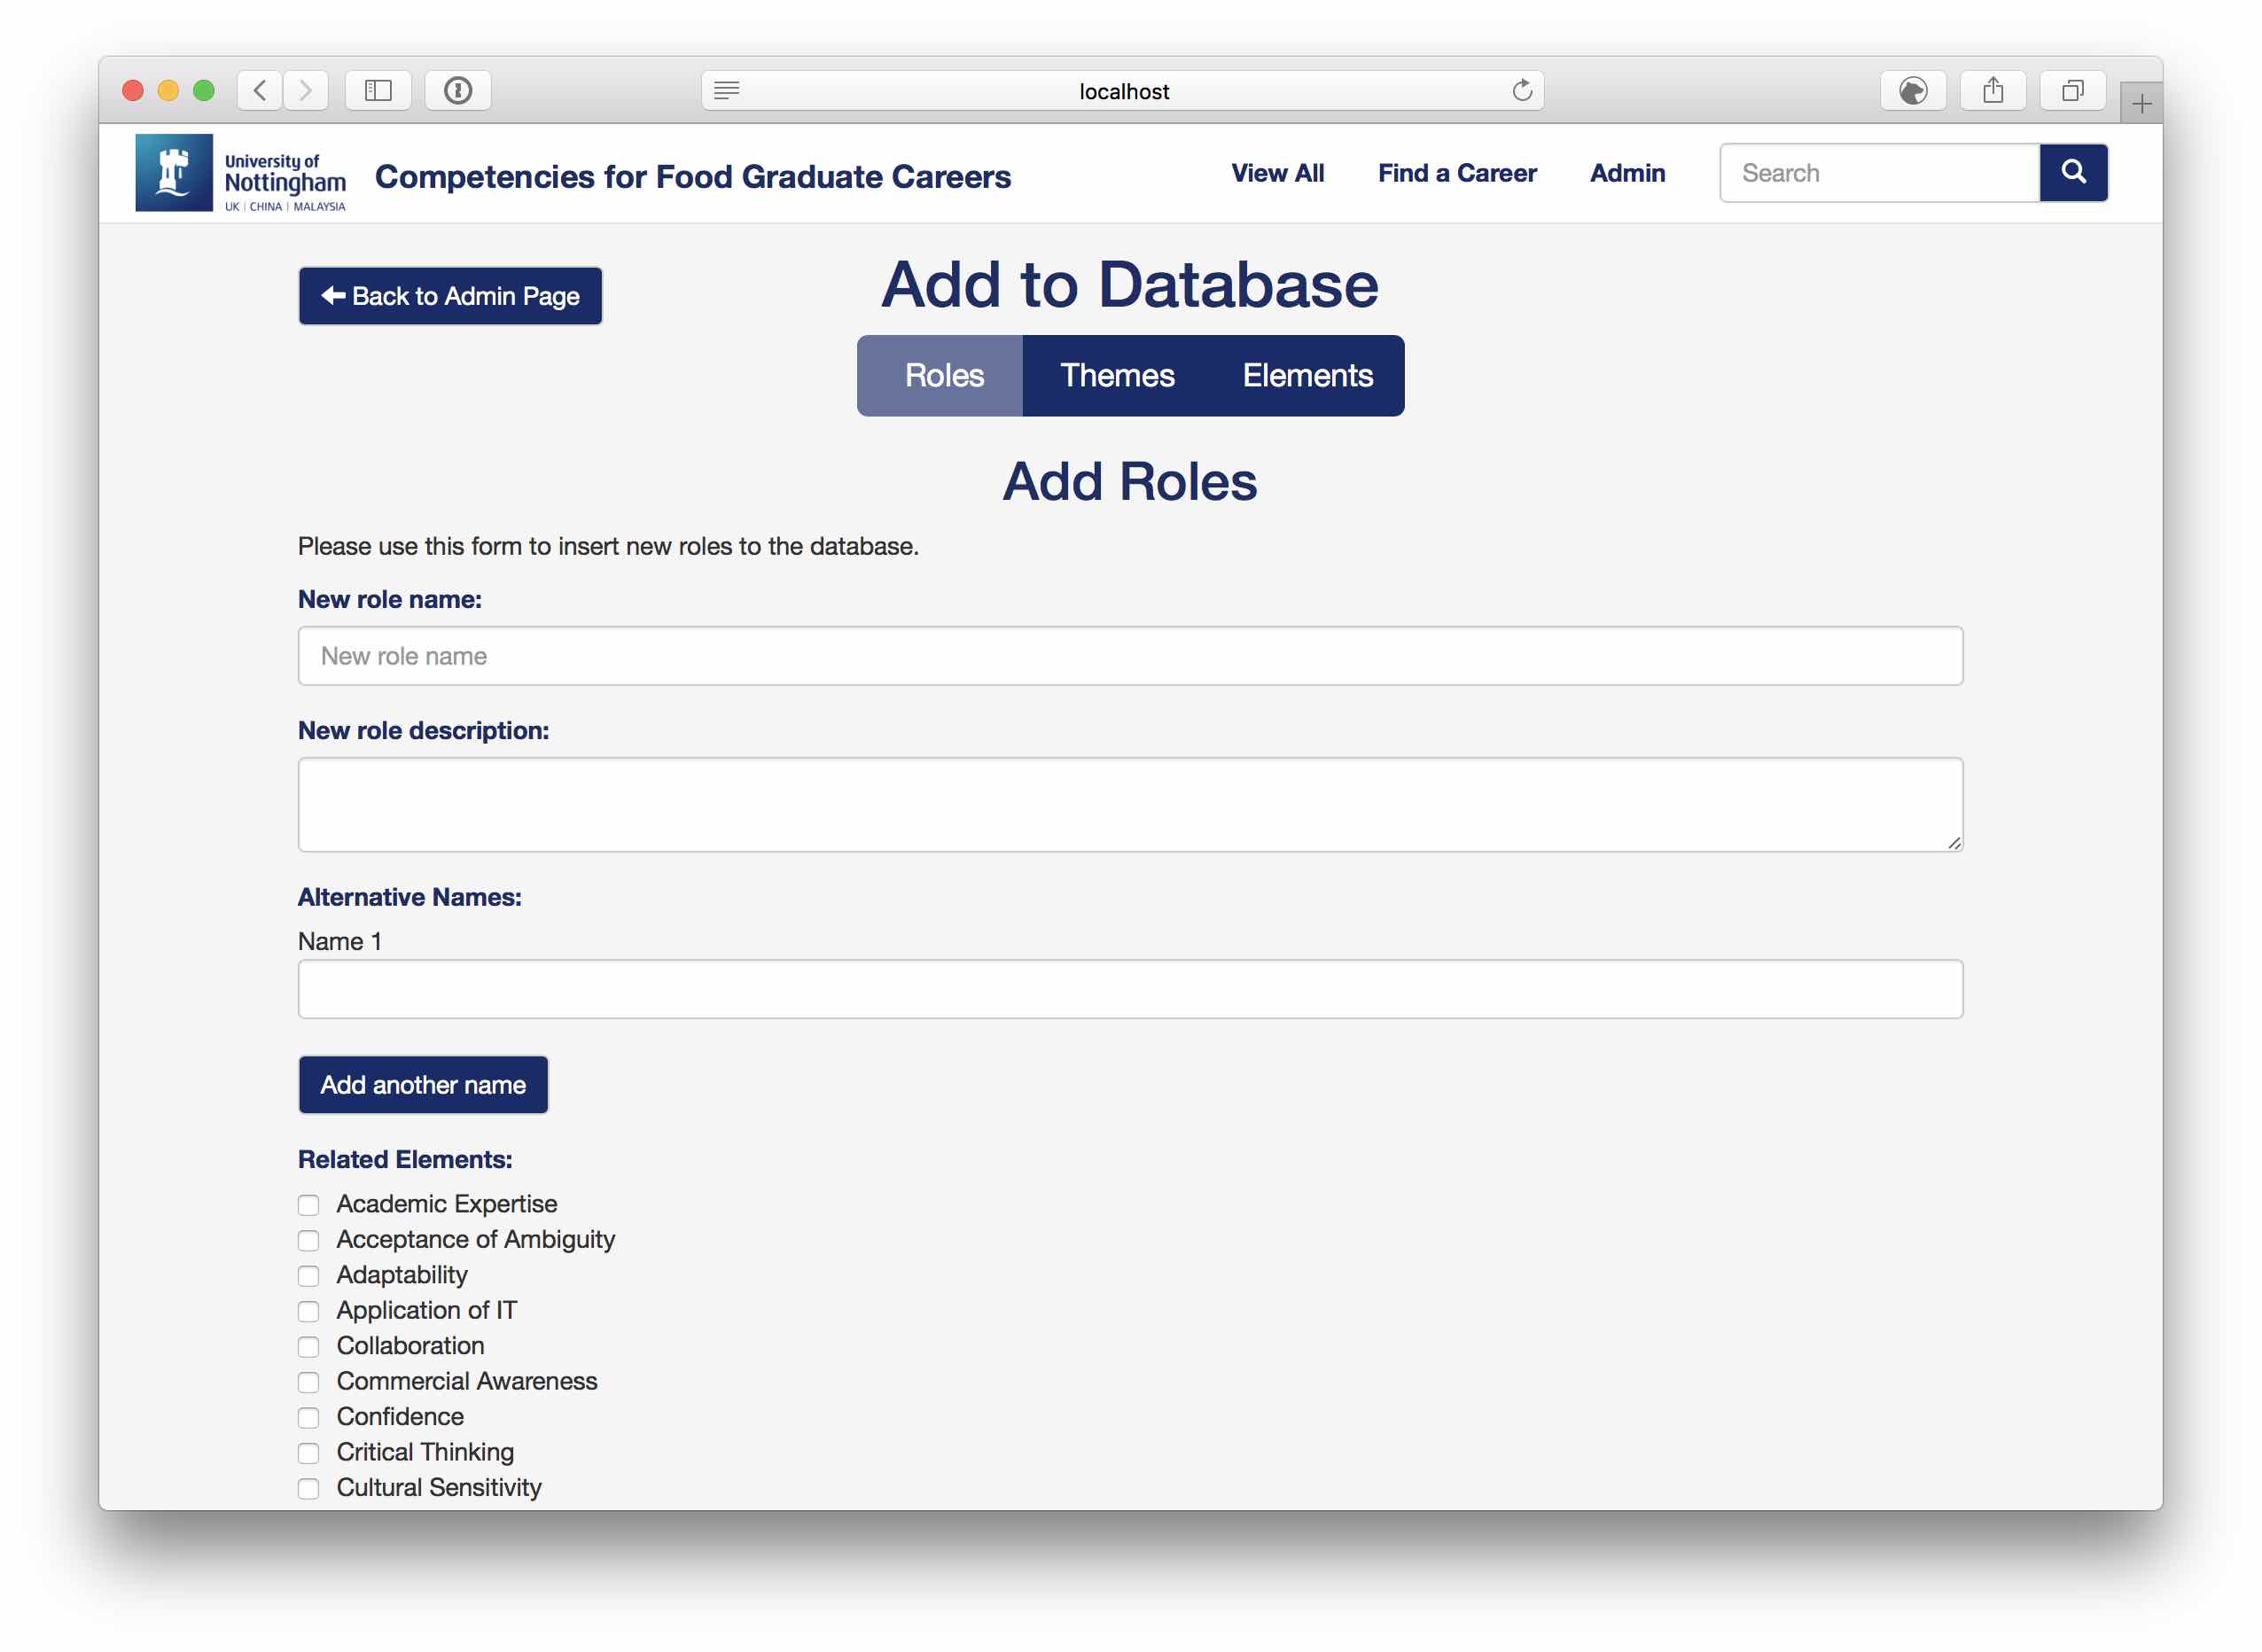 localhost
University of
Nottingham
UK | CHINA | MALAYSIA
Competencies for Food Graduate Careers
View All
Find a Career
Admin
Search
Back to Admin Page
Add to Database
Roles
Themes
Elements
Add Roles
Please use this form to insert new roles to the database.
New role name:
New role name
New role description:
Alternative Names:
Name 1
Add another name
Related Elements:
Academic Expertise
Acceptance of Ambiguity
Adaptability
Application of IT
Collaboration
Commercial Awareness
Confidence
Critical Thinking
Cultural Sensitivity